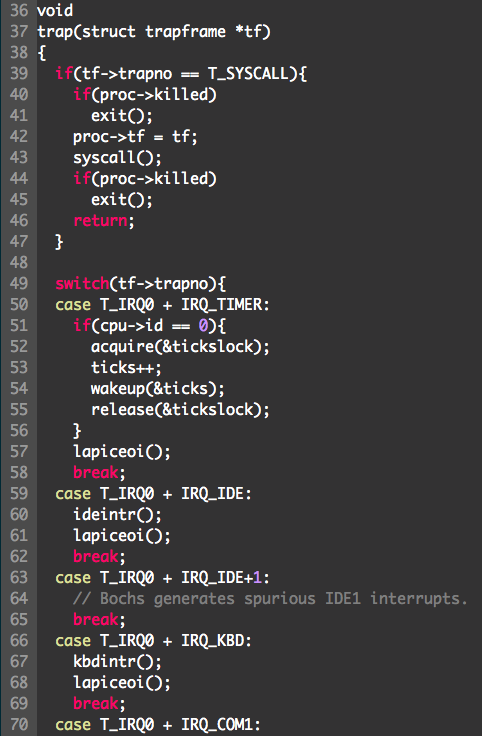 36 void
37 trap(struct trapframe *tf)
38 {
39   if(tf->trapno == T_SYSCALL){
40     if(proc->killed)
41       exit();
42     proc->tf = tf;
43     syscall();
44     if(proc->killed)
45       exit();
46     return;
47   }
48
49   switch(tf->trapno){
50   case T_IRQ0 + IRQ_TIMER:
51     if(cpu->id == 0){
52       acquire(&tickslock);
53       ticks++;
54       wakeup(&ticks);
55       release(&tickslock);
56     }
57     lapiceoi();
58     break;
59   case T_IRQ0 + IRQ_IDE:
60     ideintr();
61     lapiceoi();
62     break;
63   case T_IRQ0 + IRQ_IDE+1:
64     // Bochs generates spurious IDE1 interrupts.
65     break;
66   case T_IRQ0 + IRQ_KBD:
67     kbdintr();
68     lapiceoi();
69     break;
70   case T_IRQ0 + IRQ_COM1: